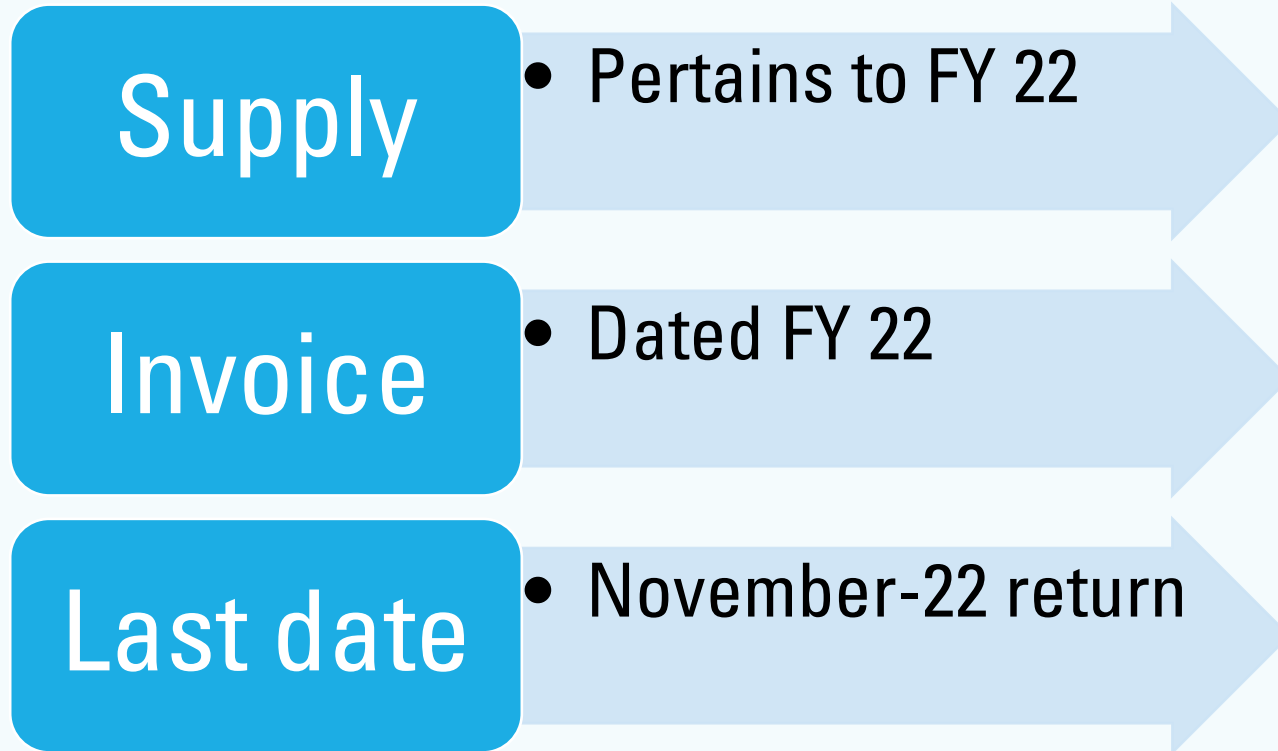 Supply
• Pertains to FY 22
Invoice
• Dated FY 22
Last date
• November-22 return